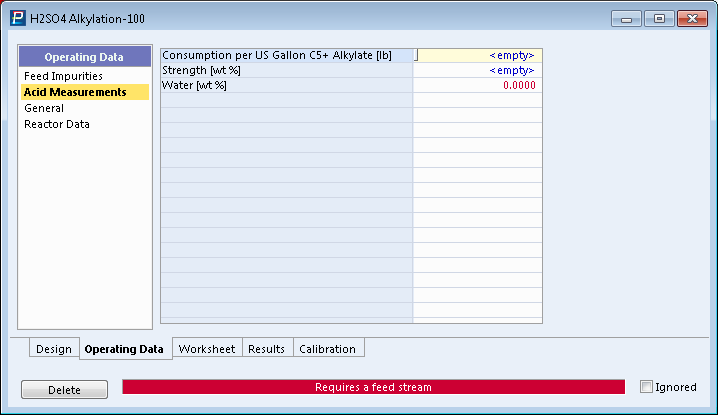 H2SO4 Alkylation-100
Operating Data
Feed Impurities
Acid Measurements
General
Reactor Data
Consumption per US Gallon C5+ Alkylate [lb] <empty>
Strength [wt %] <empty>
Water [wt %] 0.0000
Design Operating Data Worksheet Results Calibration
Delete Requires a feed stream Ignored